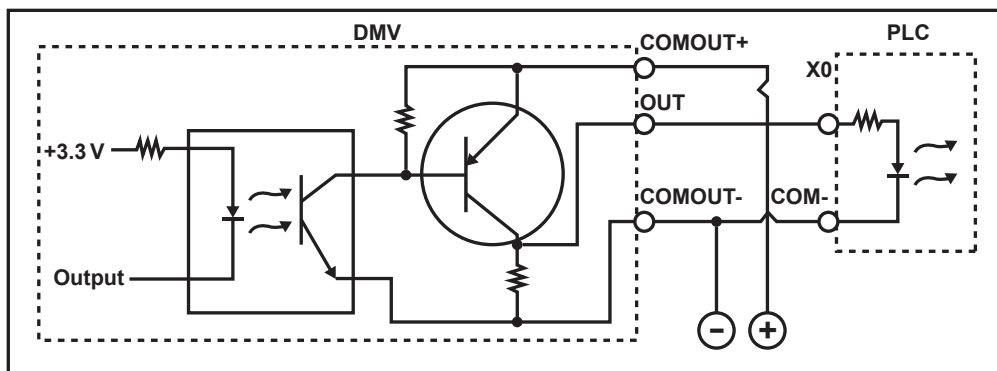 DMV
PLC
COMOUT+
X0
OUT
+3.3 V
COMOUT-
COM-
Output
- +